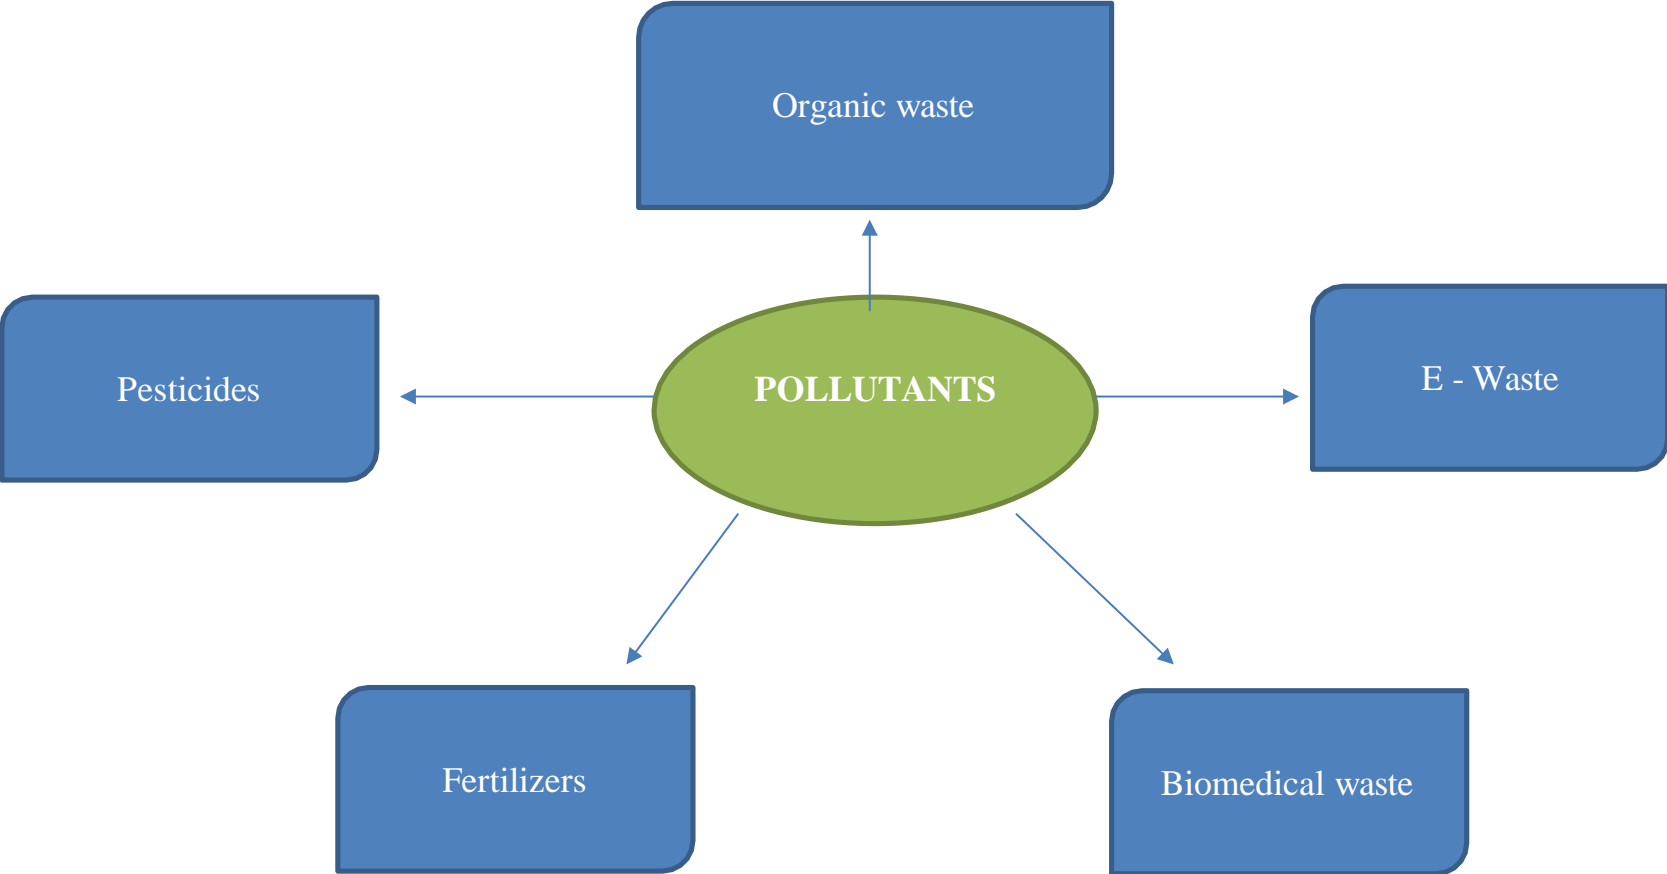 Organic waste
Pesticides
POLLUTANTS
E - Waste
Fertilizers
Biomedical waste